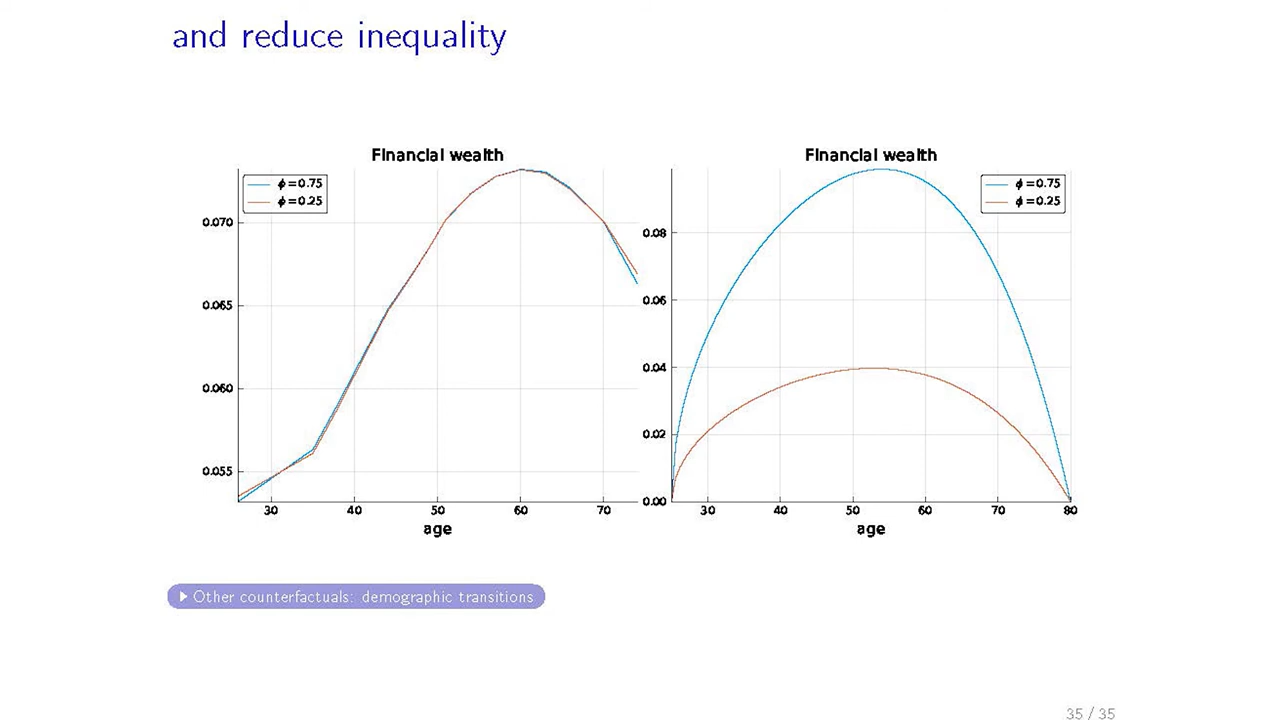 and reduce inequality
Financial wealth
ϕ=0.75
ϕ=0.25
0.070
0.065
0.060
0.055
30 40 50 60 70
age
Financial wealth
ϕ=0.75
ϕ=0.25
0.08
0.06
0.04
0.02
0.00
30 40 50 60 70 80
age
Other counterfactuals: demographic transitions
35 / 35